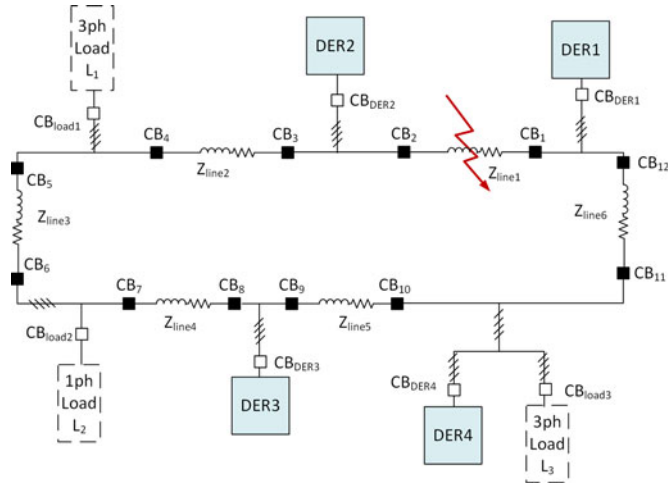 3ph
Load
L1
DER2
DER1
CBload1
CBDER2
CBDER1
CB4
CB3
CB2
CB1
CB12
CB5
Zline2
Zline1
Zline3
Zline6
CB6
CB7
CB8
CB9
CB10
CB11
Zline4
Zline5
CBload2
CBDER3
CBDER4
CBload3
1ph
Load
L2
DER3
DER4
3ph
Load
L3